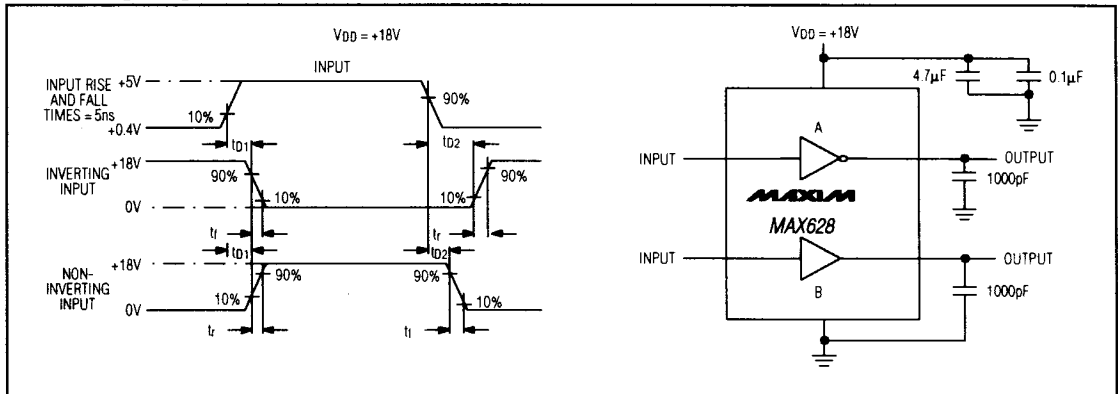 VDD = +18V
INPUT
INPUT RISE
AND FALL
TIMES = 5ns
+5V
+0.4V
10%
90%
tD1
tD2
INVERTING
INPUT
+18V
0V
90%
10%
10%
90%
tf
tr
tD1
tD2
NON-
INVERTING
INPUT
+18V
0V
10%
90%
90%
10%
tr
tf
VDD = +18V
4.7µF
0.1µF
A
INPUT
OUTPUT
1000pF
MAXIM
MAX628
INPUT
OUTPUT
1000pF
B